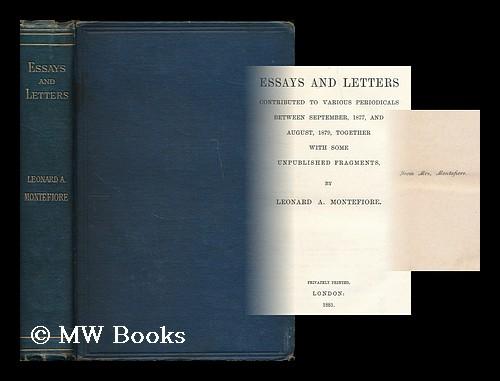 ESSAYS
AND
LETTERS
LEONARD A.
MONTEFIORE
ESSAYS AND LETTERS
CONTRIBUTED TO VARIOUS PERIODICALS
BETWEEN SEPTEMBER, 1877, AND
AUGUST, 1879, TOGETHER
WITH SOME
UNPUBLISHED FRAGMENTS,
BY
LEONARD A. MONTEFIORE.
PRIVATELY PRINTED,
LONDON:
1881.
From Mrs. Montefiore.
© MW Books